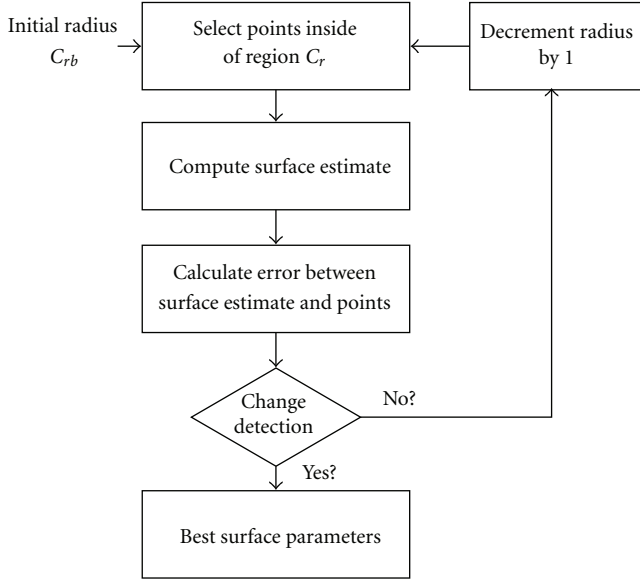 Initial radius
C_rb
Select points inside
of region C_r
Decrement radius
by 1
Compute surface estimate
Calculate error between
surface estimate and points
Change
detection
No?
Yes?
Best surface parameters